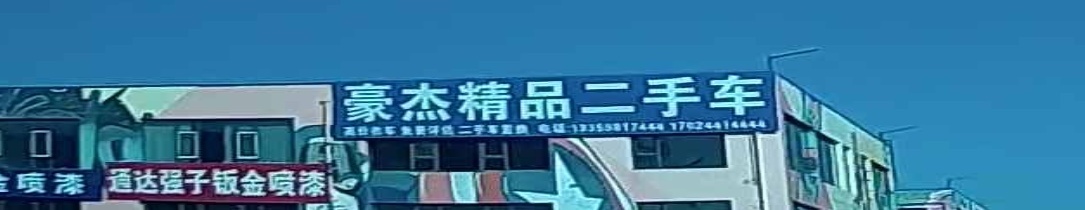 豪杰精品二手车
高价收车 免费评估 二手车置换 电话:13358817444 17024414444
金喷漆
通达强子钣金喷漆